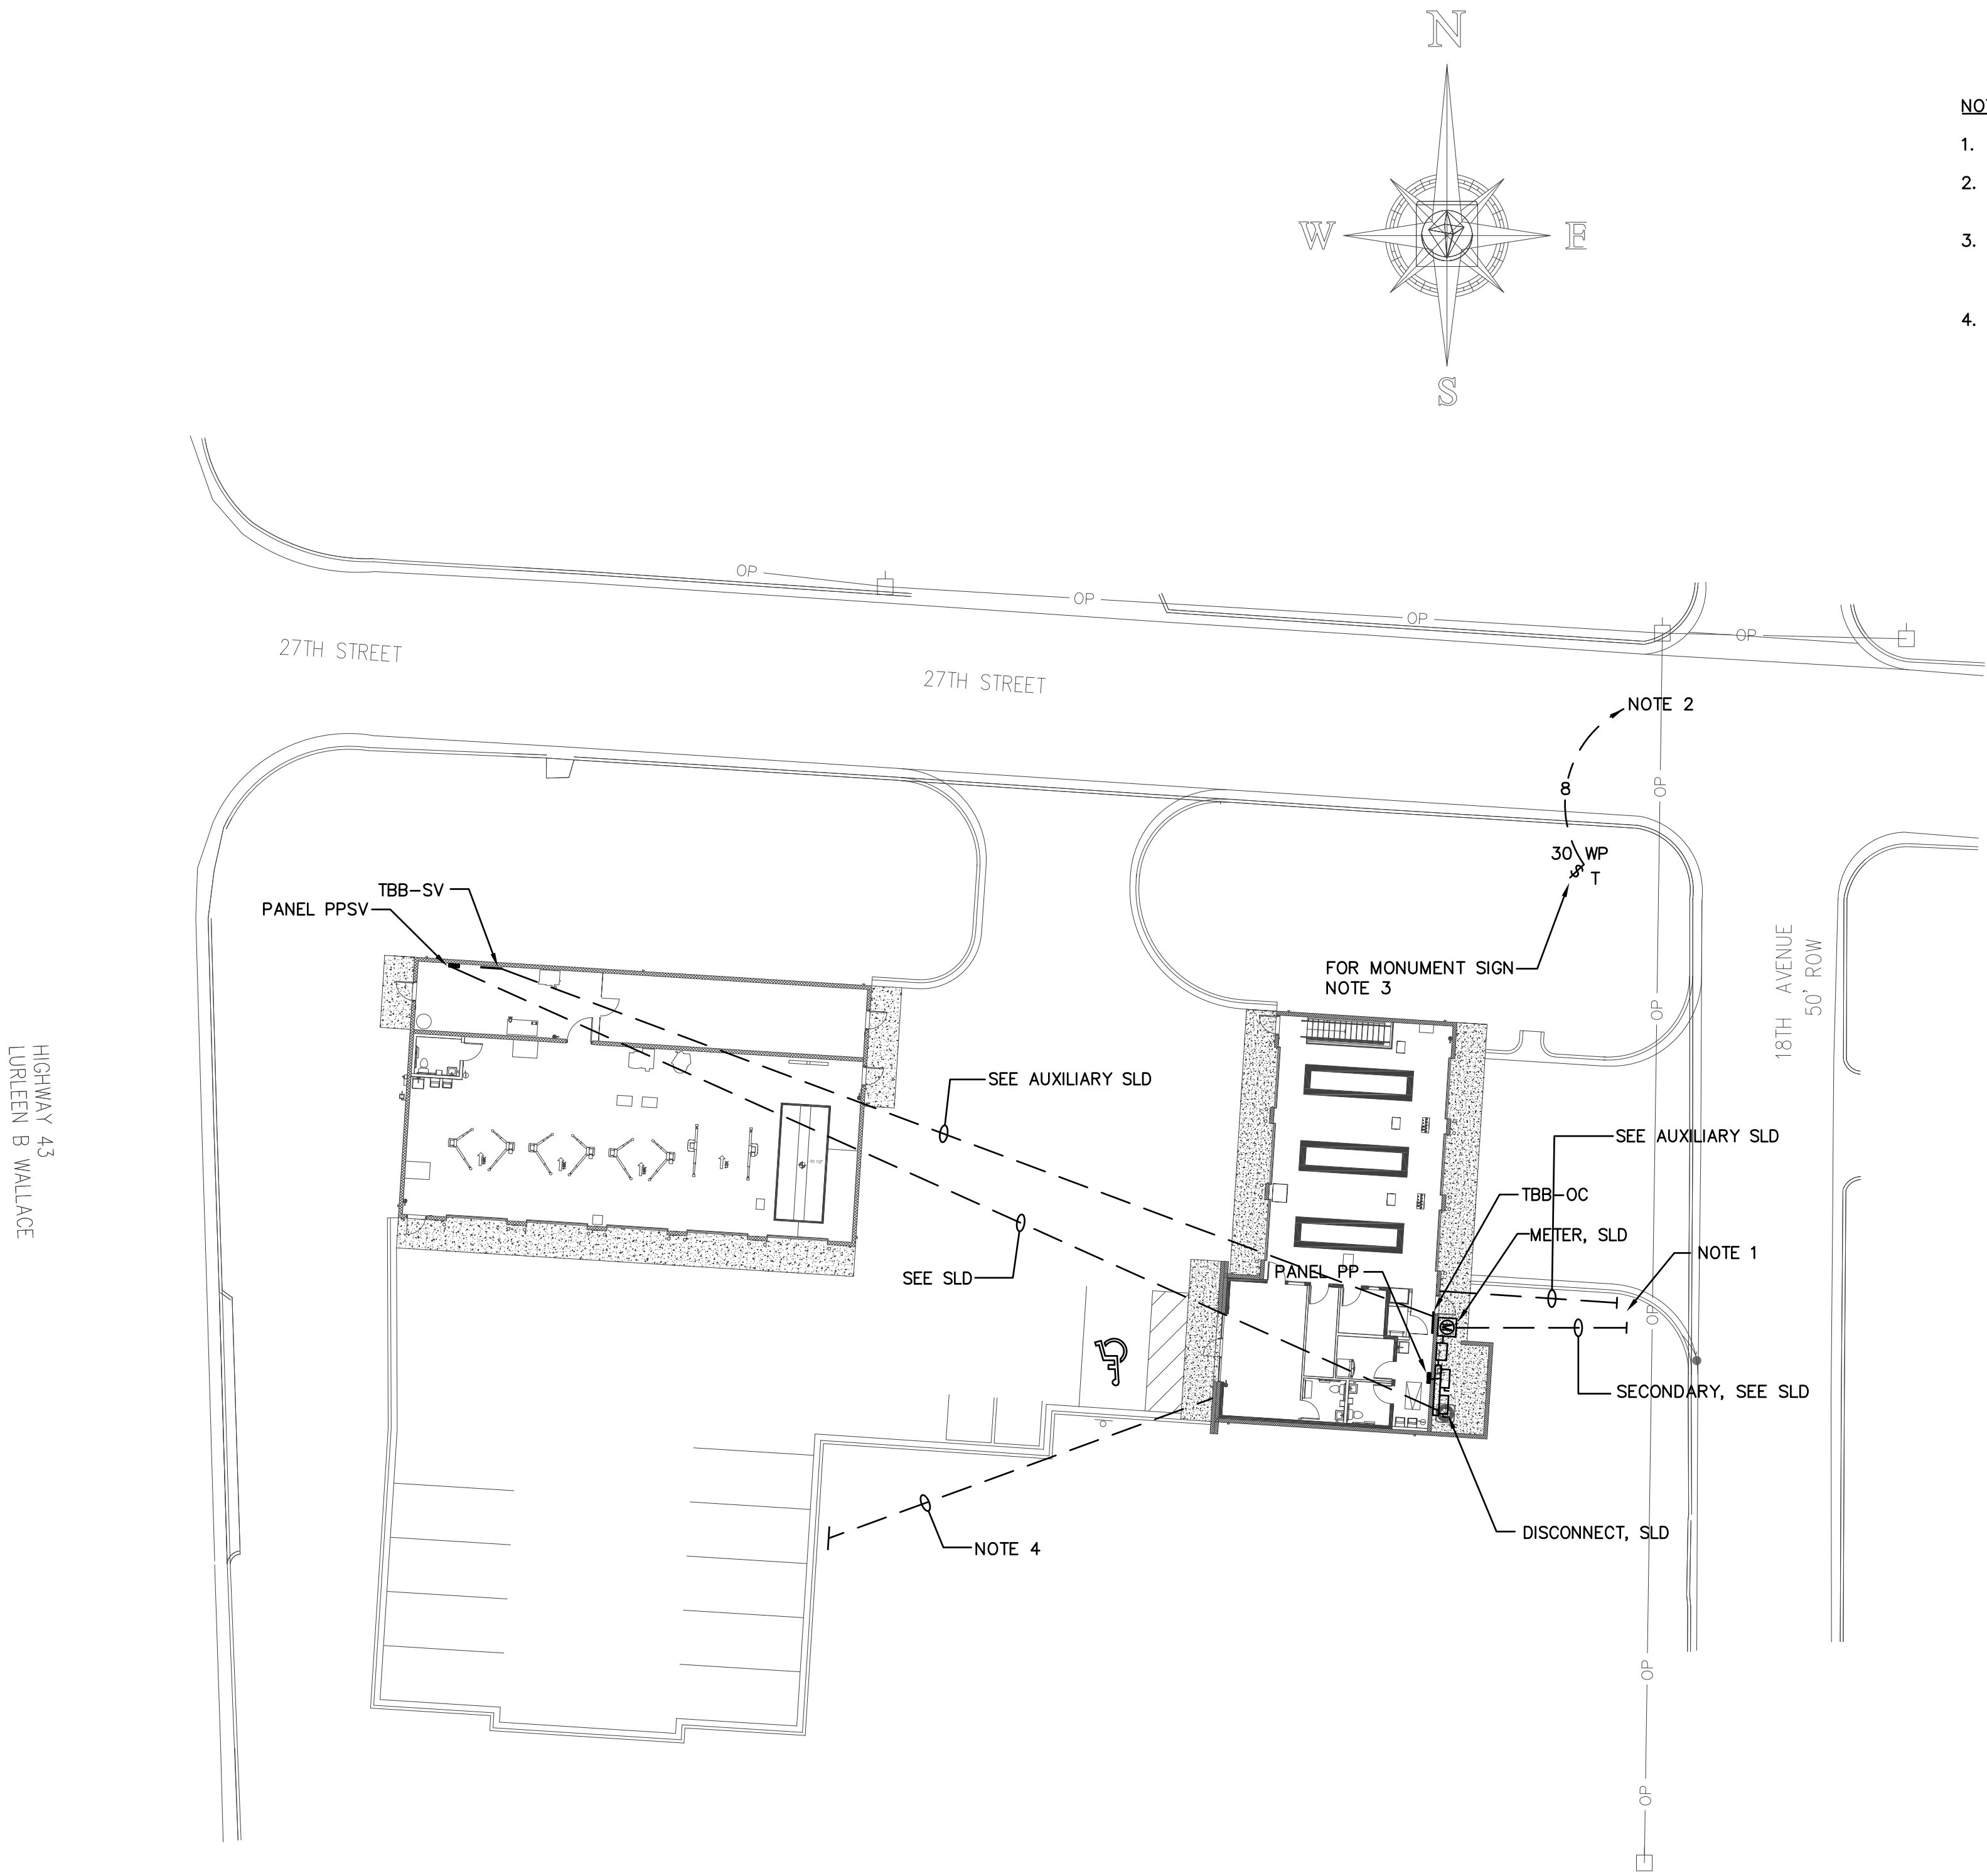 N
W
E
S
NO
1.
2.
3.
4.
OP
OP
OP
OP
27TH STREET
27TH STREET
NOTE 2
OP
8
30 WP
S
T
TBB-SV
PANEL PPSV
FOR MONUMENT SIGN
NOTE 3
18TH AVENUE
50' ROW
OP
HIGHWAY 43
LURLEEN B WALLACE
SEE AUXILIARY SLD
SEE AUXILIARY SLD
TBB-OC
METER, SLD
NOTE 1
PANEL PP
SEE SLD
OP
M
SECONDARY, SEE SLD
DISCONNECT, SLD
NOTE 4
OP
OP